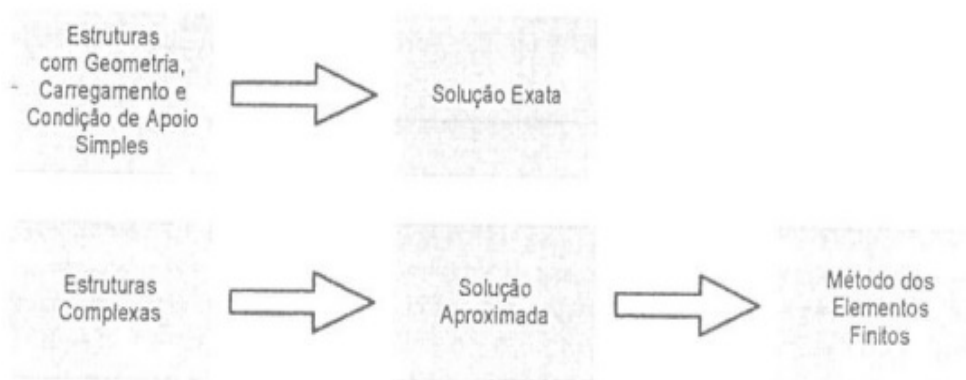 Estruturas
com Geometria,
Carregamento e
Condição de Apoio
Simples
Solução Exata
Estruturas
Complexas
Solução
Aproximada
Método dos
Elementos
Finitos